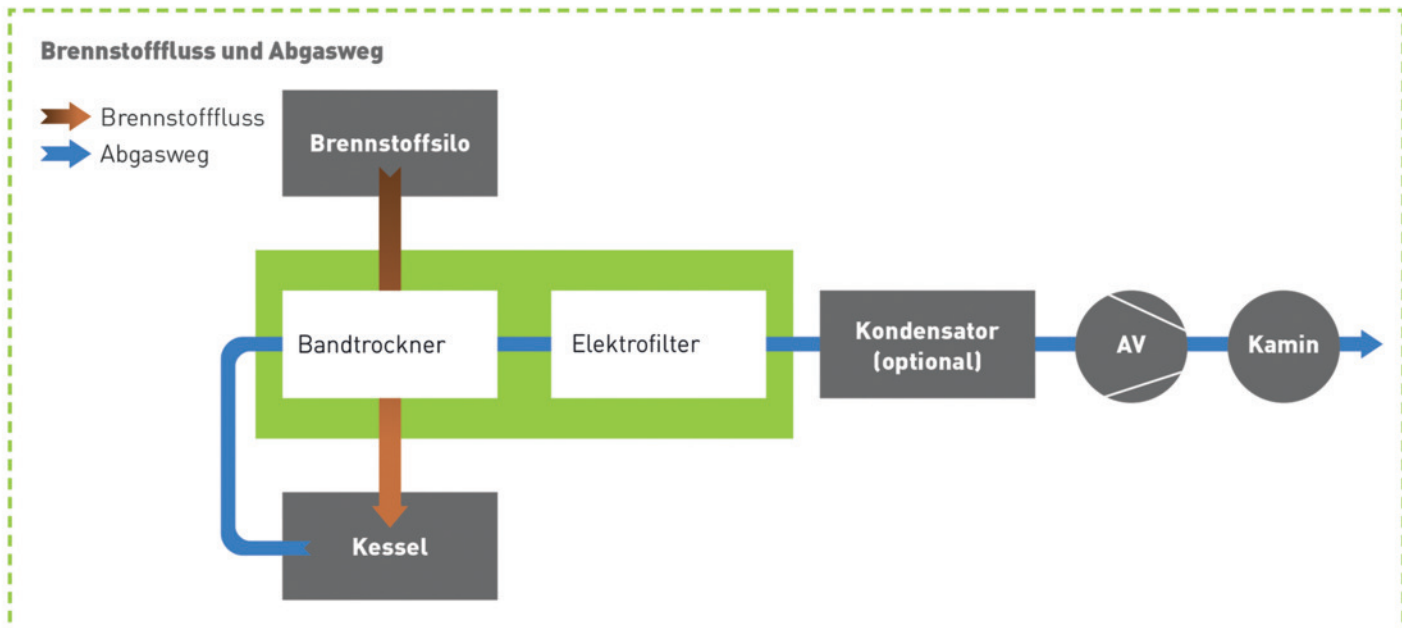 Brennstofffluss und Abgasweg
Brennstofffluss
Abgasweg
Brennstoffsilo
Bandtrockner
Elektrofilter
Kondensator
(optional)
AV
Kamin
Kessel